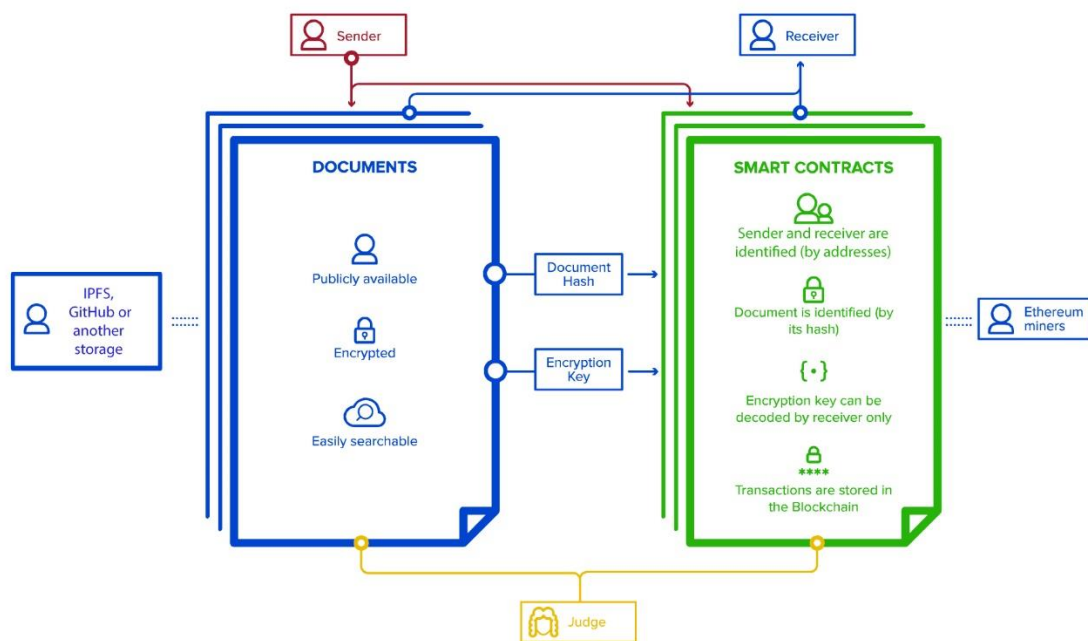 Sender
Receiver
DOCUMENTS
Publicly available
Encrypted
Easily searchable
IPFS,
GitHub or
another
storage
Document
Hash
Encryption
Key
SMART CONTRACTS
Sender and receiver are
identified (by addresses)
Document is identified (by
its hash)
{•}
Encryption key can be
decoded by receiver only
****
Transactions are stored in
the Blockchain
Ethereum
miners
Judge